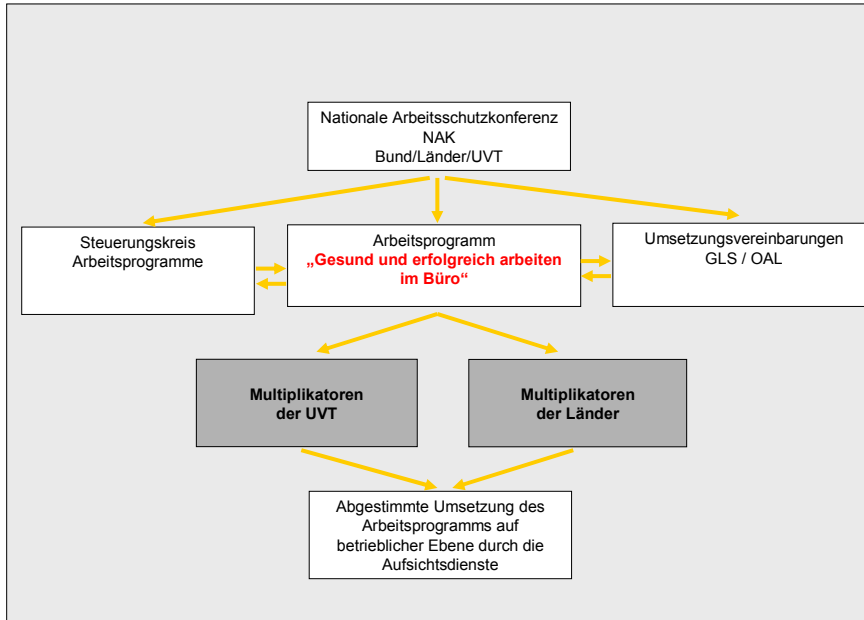 Nationale Arbeitsschutzkonferenz
NAK
Bund/Länder/UVT
Steuerungskreis
Arbeitsprogramme
Arbeitsprogramm
„Gesund und erfolgreich arbeiten
im Büro“
Umsetzungsvereinbarungen
GLS / OAL
Multiplikatoren
der UVT
Multiplikatoren
der Länder
Abgestimmte Umsetzung des
Arbeitsprogramms auf
betrieblicher Ebene durch die
Aufsichtsdienste